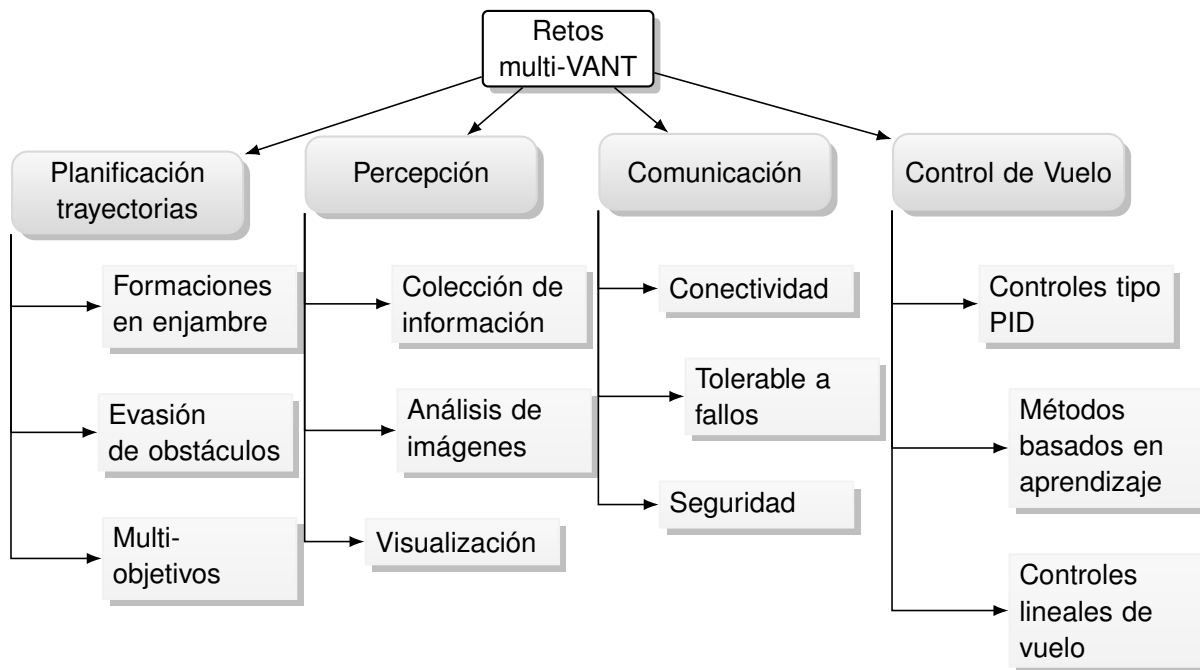 Retos
multi-VANT
Planificación
trayectorias
Percepción
Comunicación
Control de Vuelo
Formaciones
en enjambre
Evasión
de obstáculos
Multi-
objetivos
Colección de
información
Análisis de
imágenes
Visualización
Conectividad
Tolerable a
fallos
Seguridad
Controles tipo
PID
Métodos
basados en
aprendizaje
Controles
lineales de
vuelo